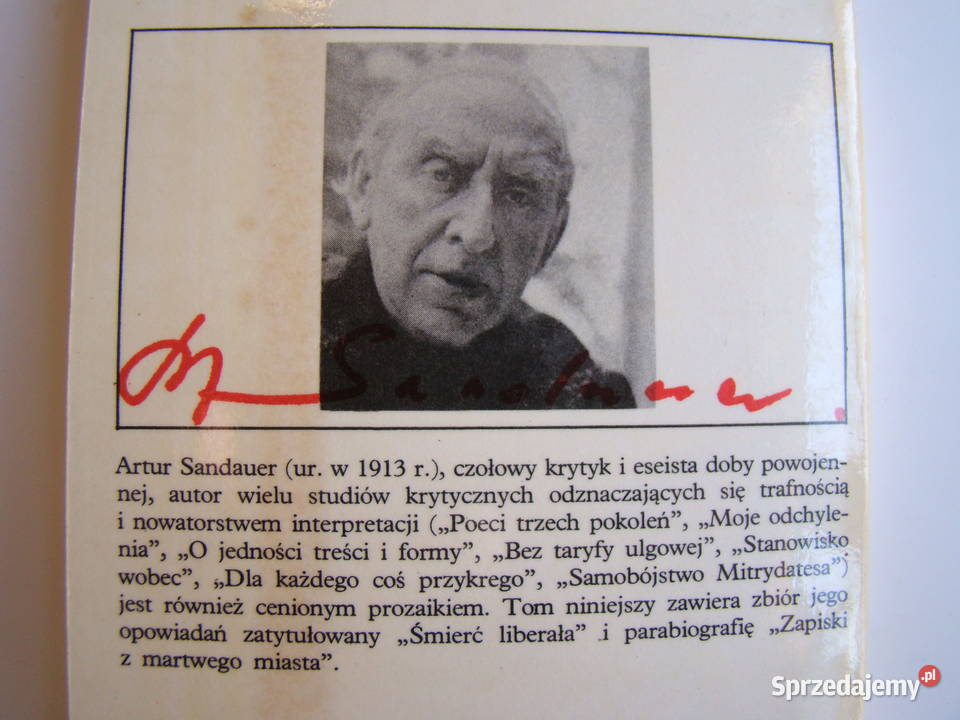 Ar Sandauer.
Artur Sandauer (ur. w 1913 r.), czołowy krytyk i eseista doby powojen-
nej, autor wielu studiów krytycznych odznaczających się trafnością
i nowatorstwem interpretacji („Poeci trzech pokoleń”, „Moje odchyle-
nia”, „O jedności treści i formy”, „Bez taryfy ulgowej”, „Stanowisko
wobec”, „Dla każdego coś przykrego”, „Samobójstwo Mitrydatesa”)
jest również cenionym prozaikiem. Tom niniejszy zawiera zbiór jego
opowiadań zatytułowany „Śmierć liberała” i parabiografię „Zapiski
z martwego miasta”.
Sprzedajemy.pl